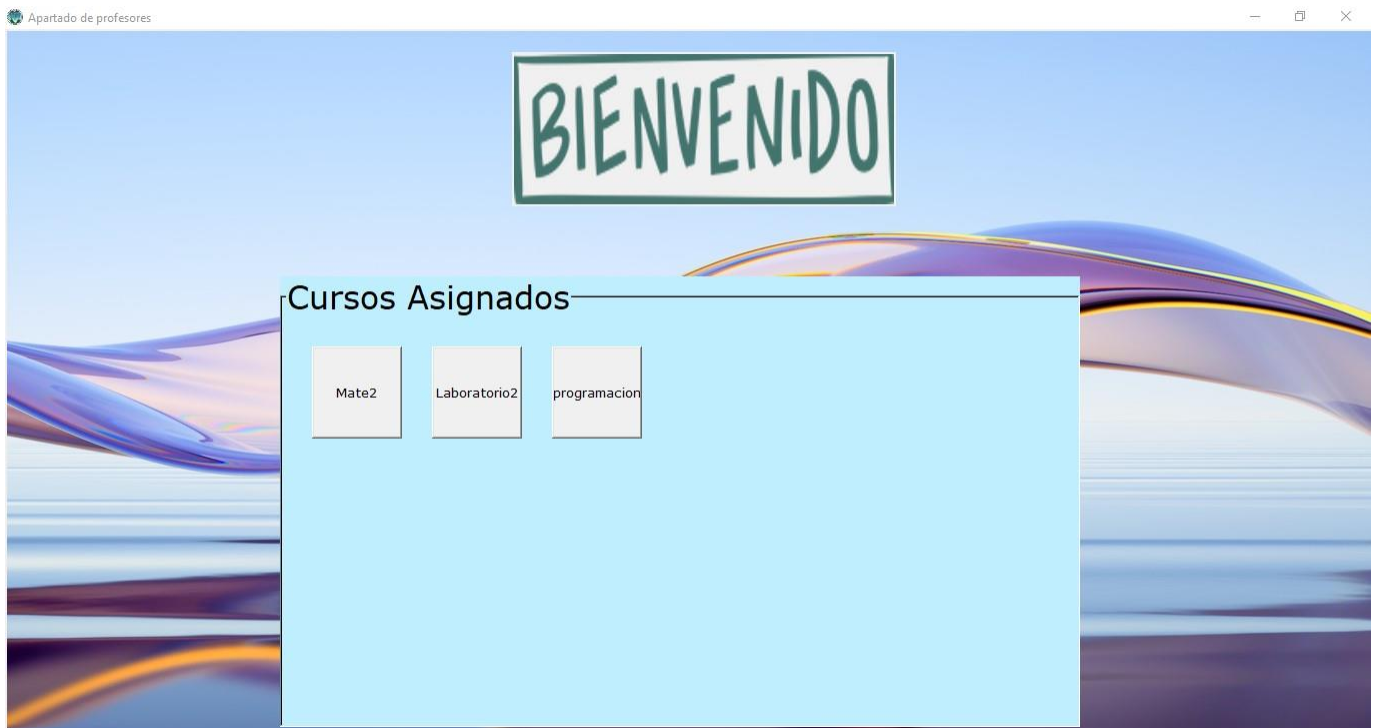 Apartado de profesores
BIENVENIDO
Cursos Asignados
Mate2 Laboratorio2 programacion